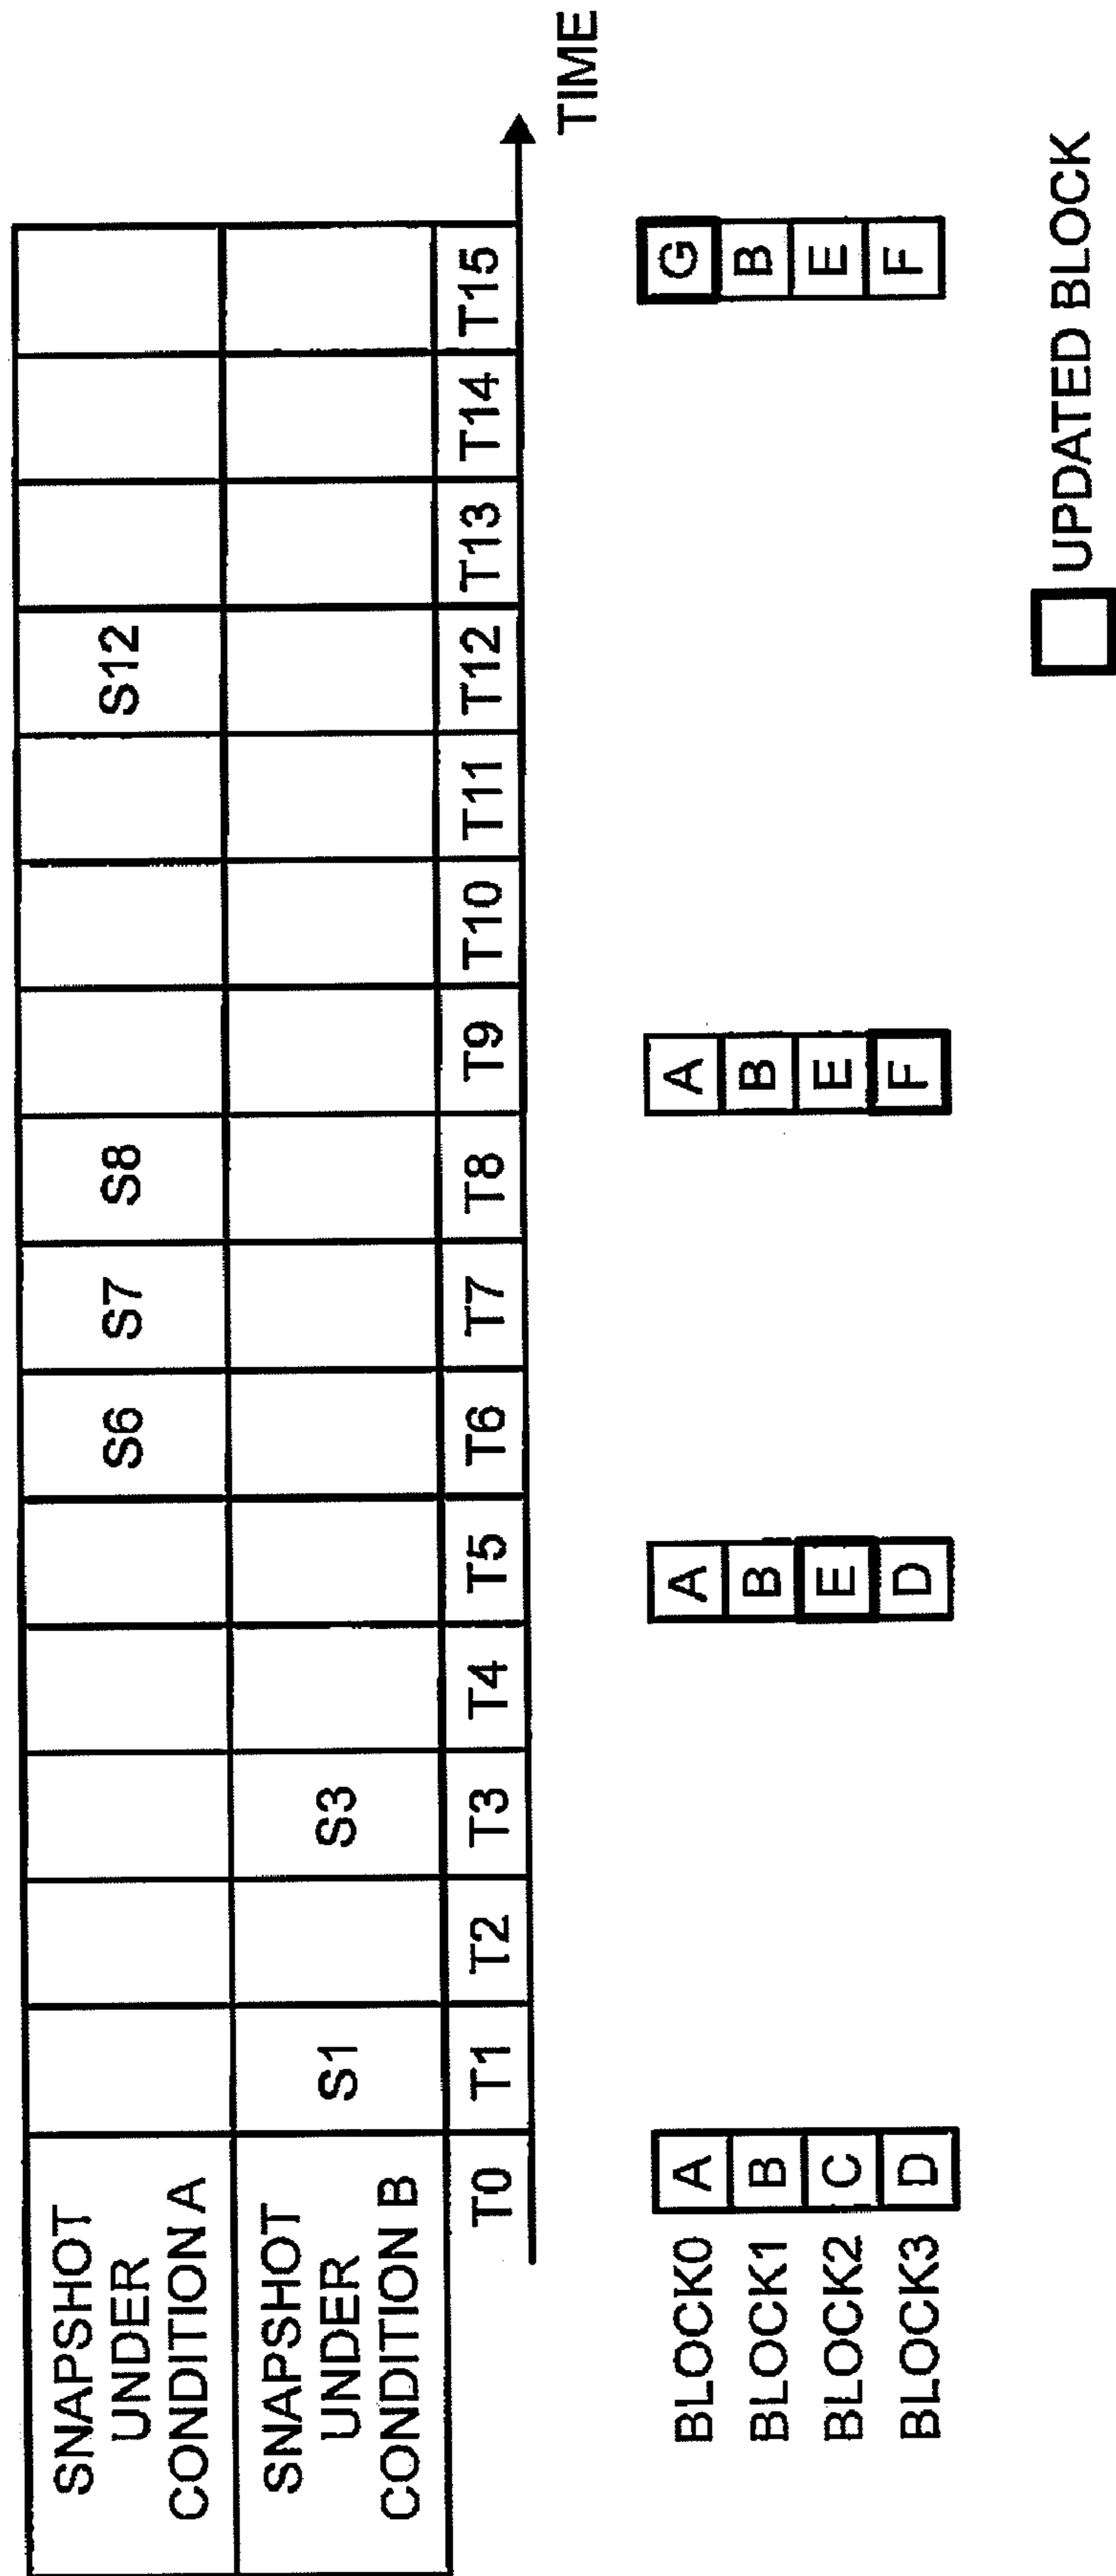 SNAPSHOT
UNDER
CONDITION A
S6
S7
S8
S12
SNAPSHOT
UNDER
CONDITION B
S1
S3
T0
T1
T2
T3
T4
T5
T6
T7
T8
T9
T10
T11
T12
T13
T14
T15
TIME
BLOCK0 A A A G
BLOCK1 B B B B
BLOCK2 C E E E
BLOCK3 D D F F
UPDATED BLOCK